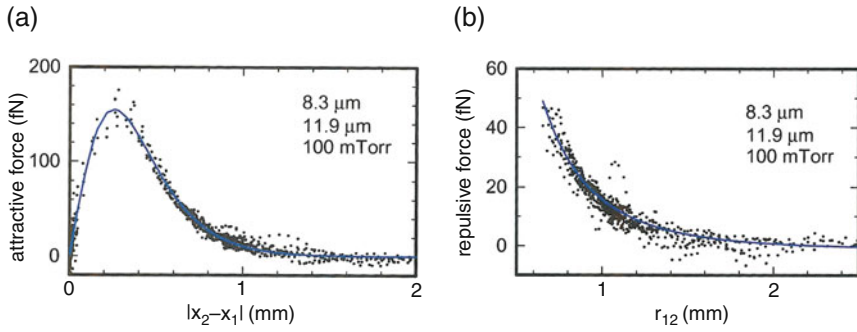 (a)
(b)
200
100
0
attractive force (fN)
8.3 µm
11.9 µm
100 mTorr
0
1
2
|x₂–x₁| (mm)
60
40
20
0
repulsive force (fN)
8.3 µm
11.9 µm
100 mTorr
1
2
r₁₂ (mm)